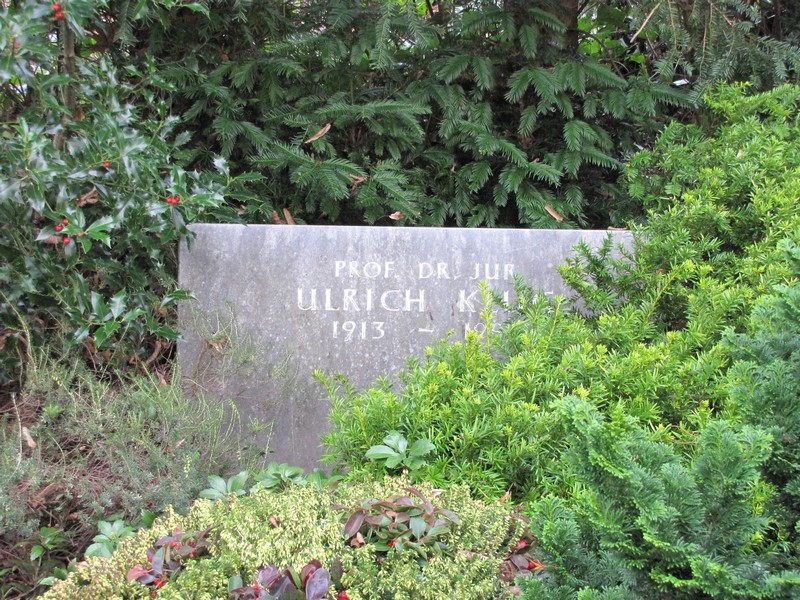 PROF. DR. JUR
ULRICH
1913 –